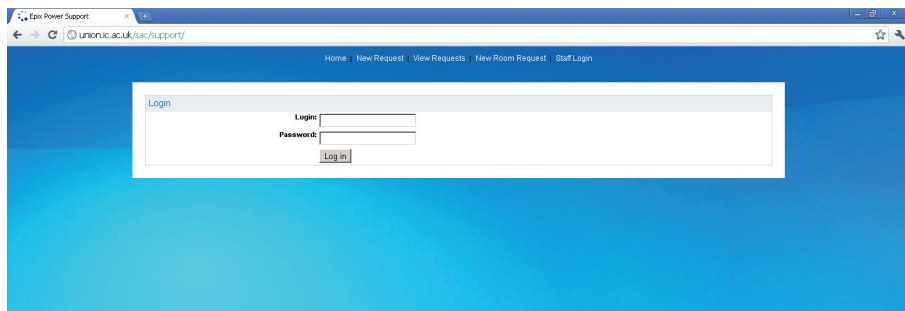 Epix Power Support
union.ic.ac.uk/sac/support/
Home | New Request | View Requests | New Room Request | Staff Login
Login
Login:
Password:
Log in